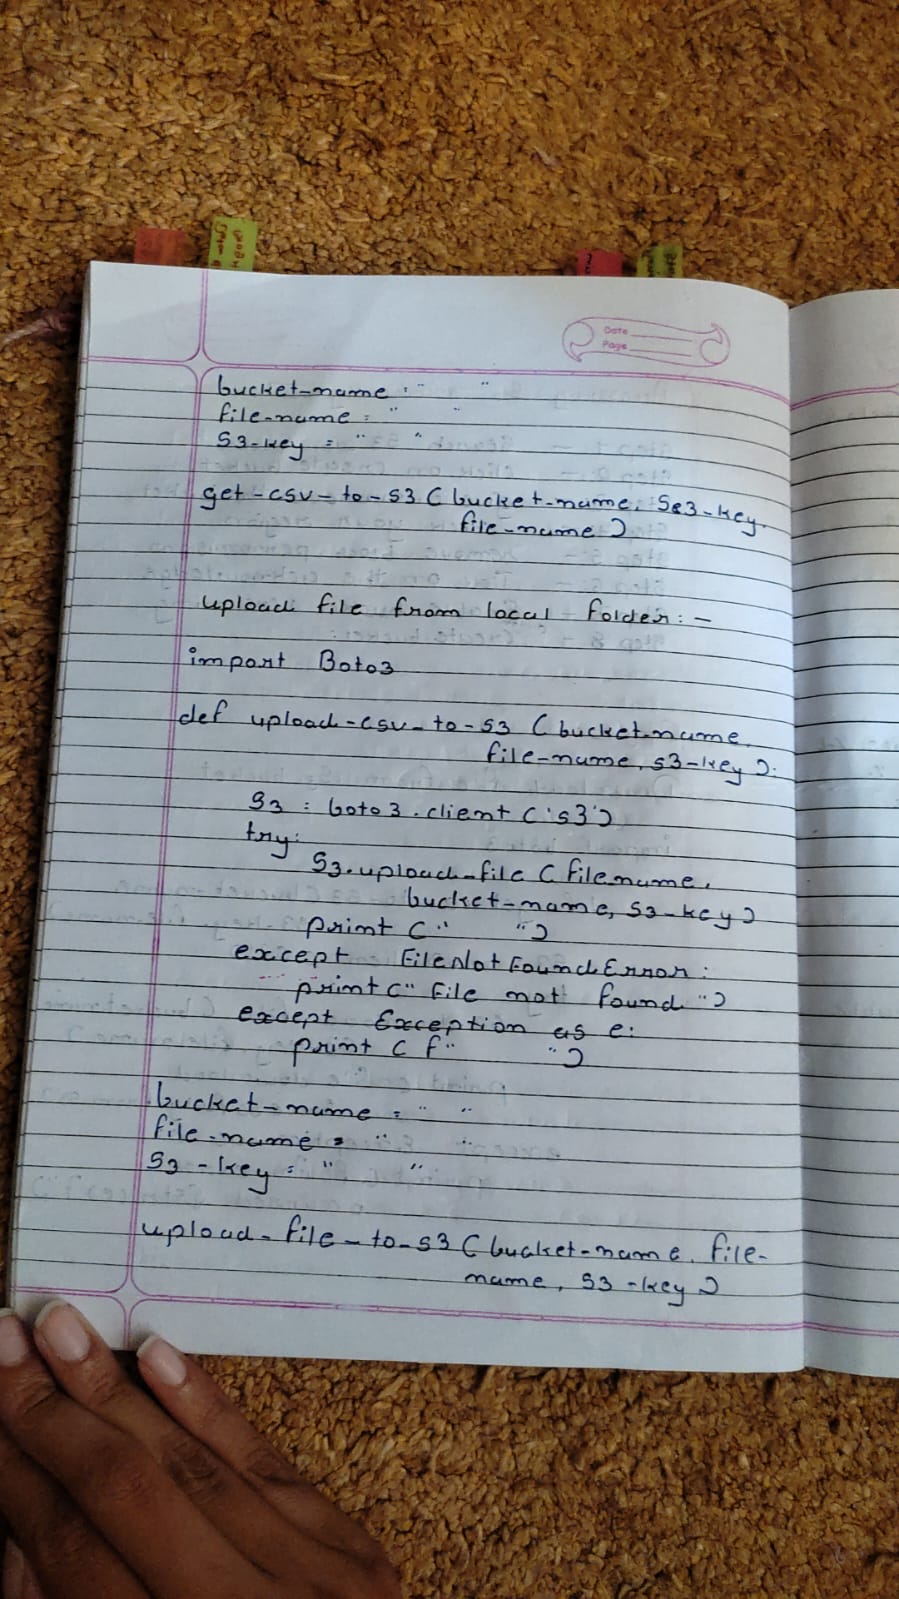 Date
Page
bucket-name = "        "
file-name = "        "
S3-key = "        "
get-csv-to-s3 ( bucket-name, Se3-key,
file-name )
upload file from local folder: -
import Boto3
def upload-csv-to-s3 ( bucket-name,
file-name, s3-key ):
S3 = boto3.client ('s3')
try:
S3.upload-file ( filename,
bucket-name, S3-key )
print ("        ")
except FileNotFoundError:
print (" File not found ")
except Exception as e:
print ( f"        ")
bucket-name = "        "
file-name = "        "
S3-key = "        "
upload-file-to-s3 ( bucket-name, file-
name, S3-key )